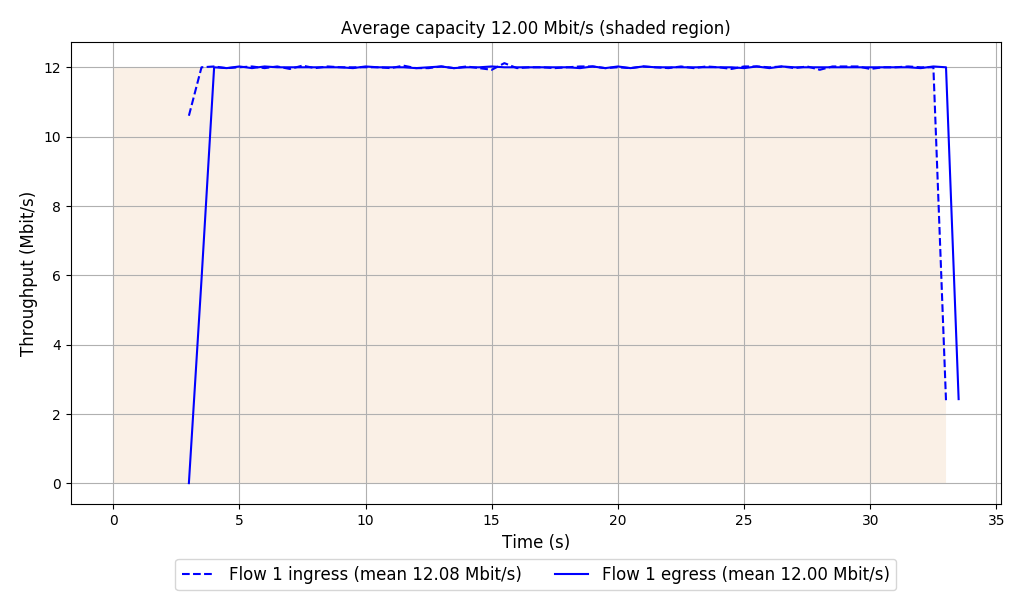 Average capacity 12.00 Mbit/s (shaded region)
12
10
8
6
4
2
0
Throughput (Mbit/s)
0 5 10 15 20 25 30 35
Time (s)
Flow 1 ingress (mean 12.08 Mbit/s) Flow 1 egress (mean 12.00 Mbit/s)